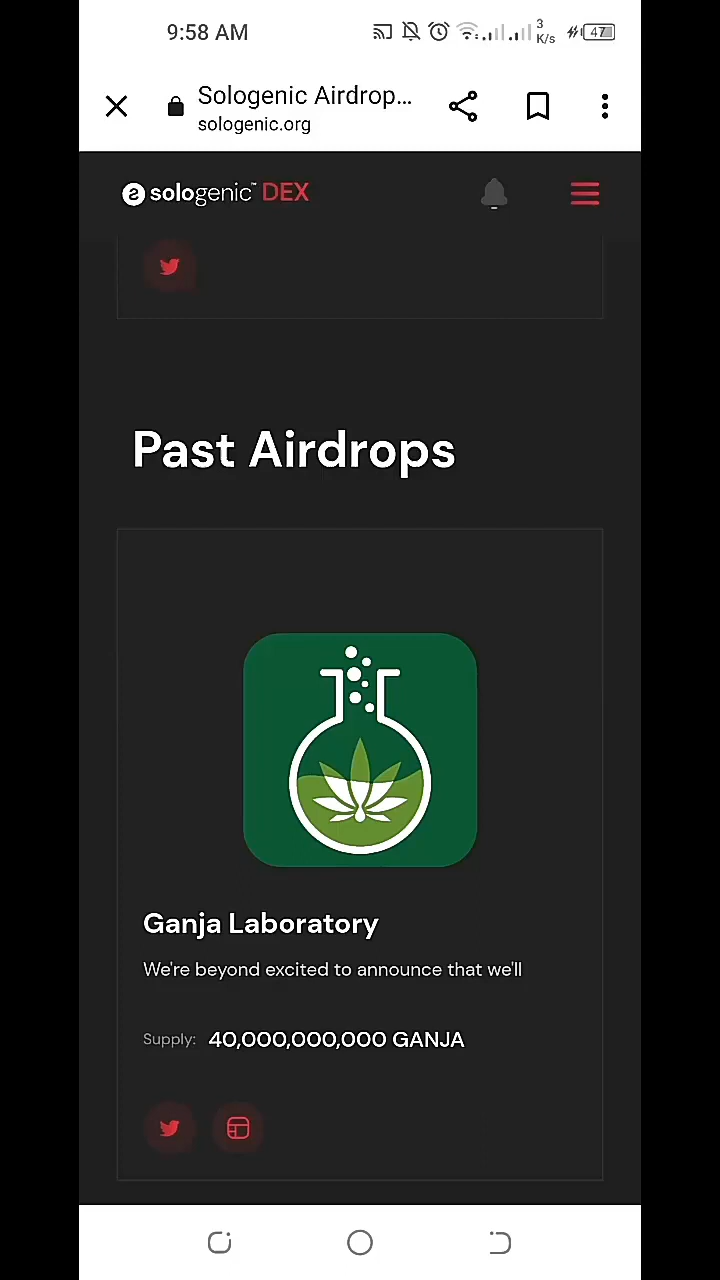 9:58 AM
3
K/s
47
Sologenic Airdrop...
sologenic.org
sologenic™ DEX
Past Airdrops
Ganja Laboratory
We're beyond excited to announce that we'll
Supply: 40,000,000,000 GANJA